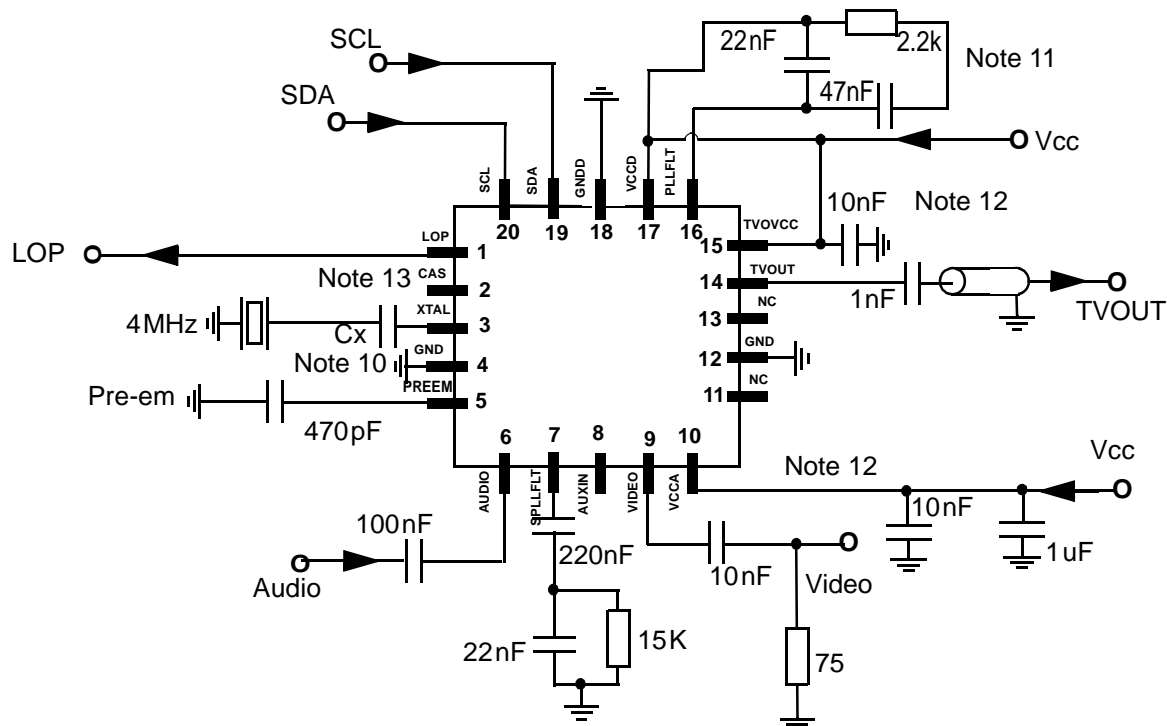 SCL
SDA
22nF
2.2k
Note 11
47nF
Vcc
SCL
SDA
GNDD
VCCD
PLLFLT
20
19
18
17
16
10nF
Note 12
LOP
LOP
1
15
TVOVCC
Note 13
CAS
2
14
TVOUT
1nF
TVOUT
4MHz
Cx
XTAL
3
13
NC
Note 10
GND
4
12
GND
Pre-em
470pF
PREEM
5
11
NC
6
7
8
9
10
AUDIO
SPLLFLT
AUXIN
VIDEO
VCCA
Note 12
Vcc
100nF
Audio
220nF
22nF
15K
10nF
Video
75
10nF
1uF